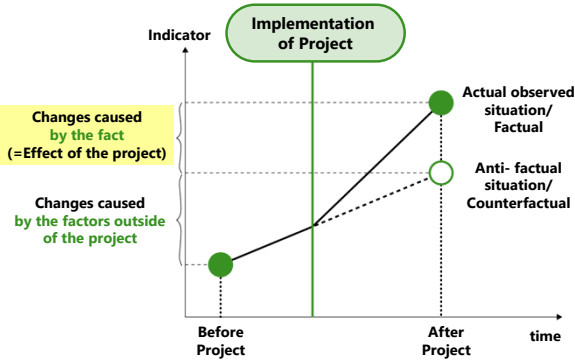 Implementation
of Project
Indicator
Changes caused
by the fact
(=Effect of the project)
Changes caused
by the factors outside
of the project
Actual observed
situation/
Factual
Anti- factual
situation/
Counterfactual
Before
Project
After
Project
time